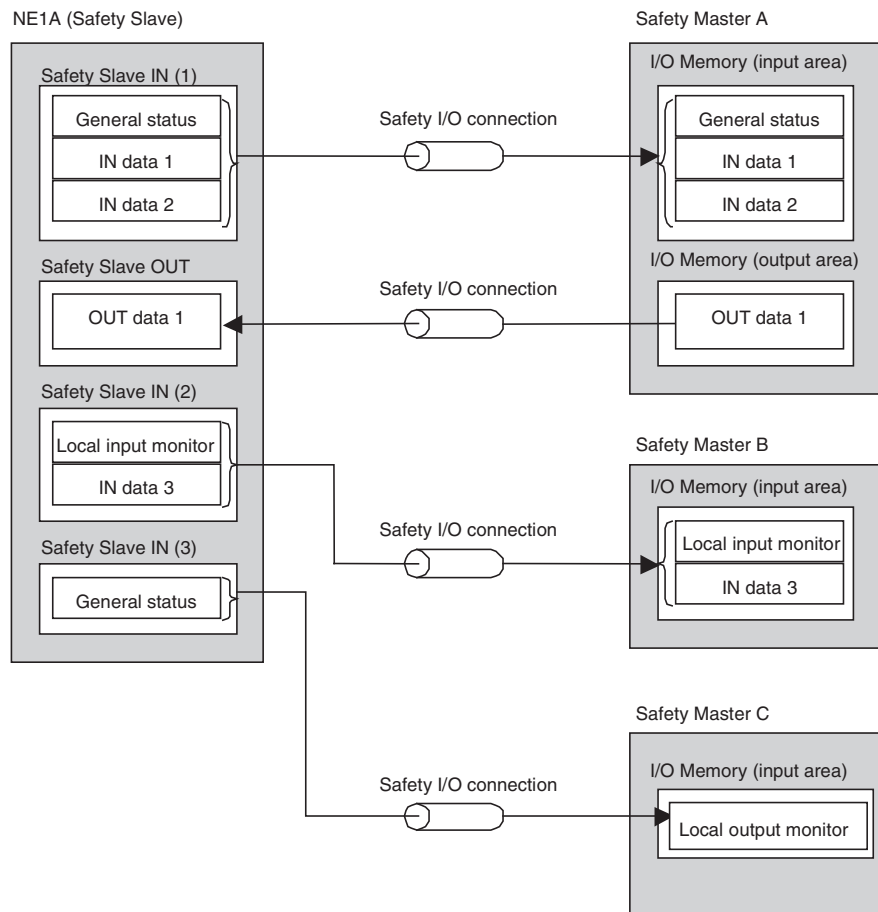 NE1A (Safety Slave)
Safety Slave IN (1)
General status
IN data 1
IN data 2
Safety Slave OUT
OUT data 1
Safety Slave IN (2)
Local input monitor
IN data 3
Safety Slave IN (3)
General status
Safety I/O connection
Safety I/O connection
Safety I/O connection
Safety I/O connection
Safety Master A
I/O Memory (input area)
General status
IN data 1
IN data 2
I/O Memory (output area)
OUT data 1
Safety Master B
I/O Memory (input area)
Local input monitor
IN data 3
Safety Master C
I/O Memory (input area)
Local output monitor